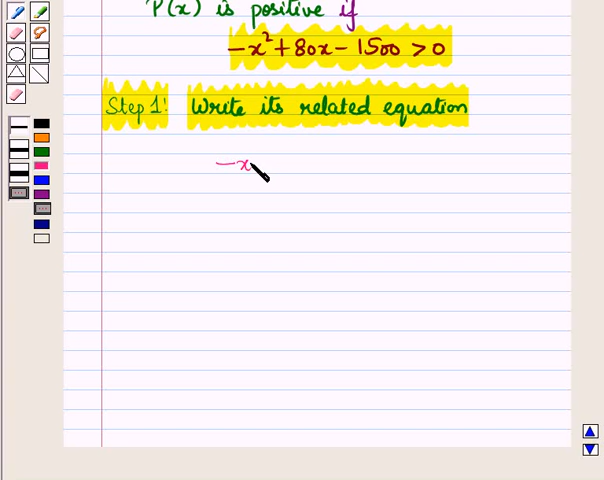 P(x) is positive if
-x² + 80x - 1500 > 0
Step 1: Write its related equation
-x